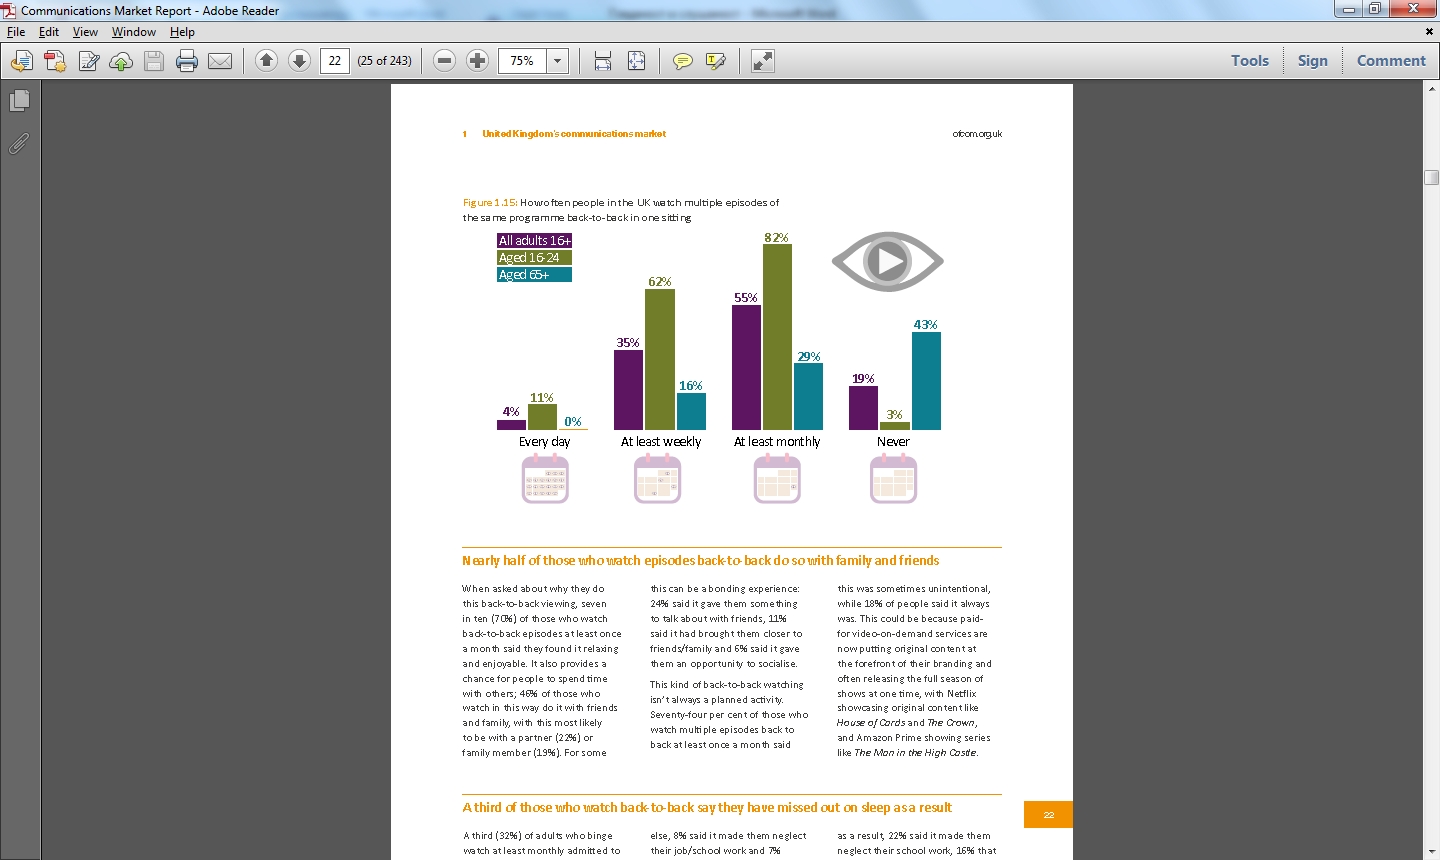 Communications Market Report - Adobe Reader
File Edit View Window Help
22 (25 of 243) 75% Tools Sign Comment
1 United Kingdom's communications market ofcom.org.uk
Figure 1.15: How often people in the UK watch multiple episodes of
the same programme back-to-back in one sitting
All adults 16+
Aged 16-24
Aged 65+
4% 11% 0%
35% 62% 16%
55% 82% 29%
19% 3% 43%
Every day At least weekly At least monthly Never
Nearly half of those who watch episodes back-to-back do so with family and friends
When asked about why they do
this back-to-back viewing, seven
in ten (70%) of those who watch
back-to-back episodes at least once
a month said they found it relaxing
and enjoyable. It also provides a
chance for people to spend time
with others; 46% of those who
watch in this way do it with friends
and family, with this most likely
to be with a partner (22%) or
family member (19%). For some
this can be a bonding experience:
24% said it gave them something
to talk about with friends, 11%
said it had brought them closer to
friends/family and 6% said it gave
them an opportunity to socialise.
This kind of back-to-back watching
isn't always a planned activity.
Seventy-four per cent of those who
watch multiple episodes back to
back at least once a month said
this was sometimes unintentional,
while 18% of people said it always
was. This could be because paid-
for video-on-demand services are
now putting original content at
the forefront of their branding and
often releasing the full season of
shows at one time, with Netflix
showcasing original content like
House of Cards and The Crown,
and Amazon Prime showing series
like The Man in the High Castle.
A third of those who watch back-to-back say they have missed out on sleep as a result
22
A third (32%) of adults who binge
watch at least monthly admitted to
else, 8% said it made them neglect
their job/school work and 7%
as a result, 22% said it made them
neglect their school work, 16% that